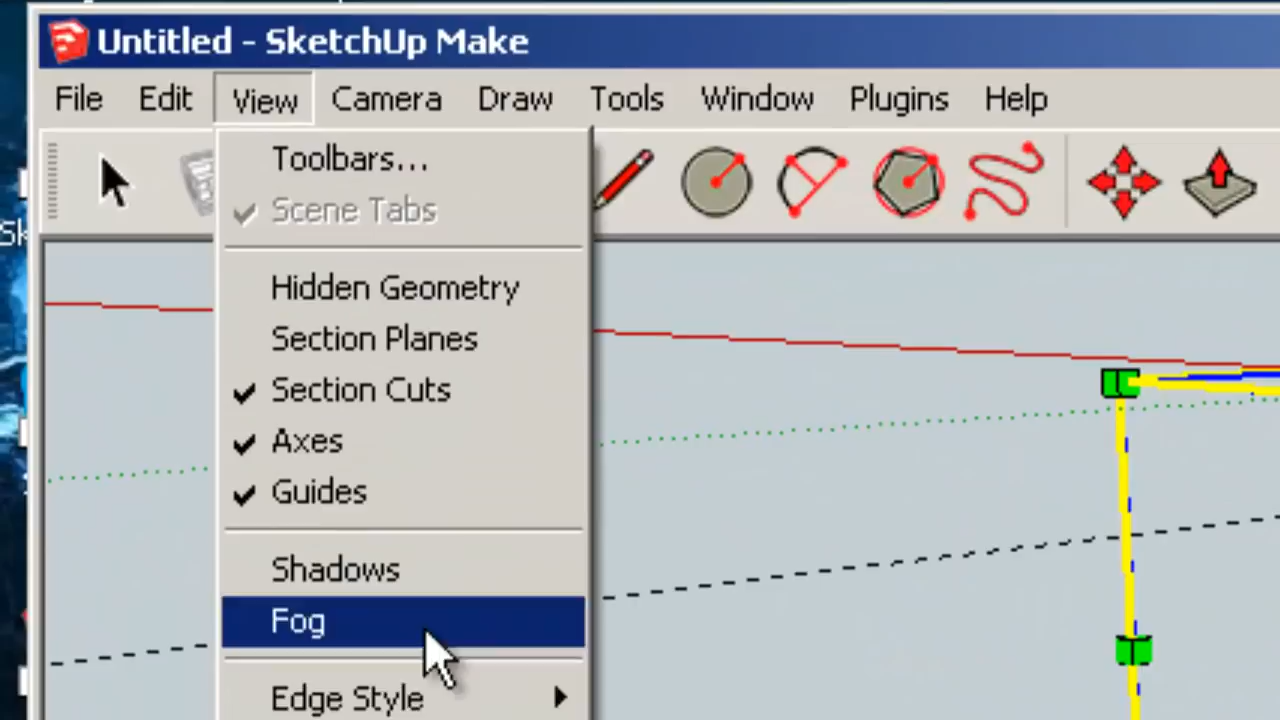 Untitled - SketchUp Make
File Edit View Camera Draw Tools Window Plugins Help
Toolbars...
Scene Tabs
Sk
Hidden Geometry
Section Planes
Section Cuts
Axes
Guides
Shadows
Fog
Edge Style